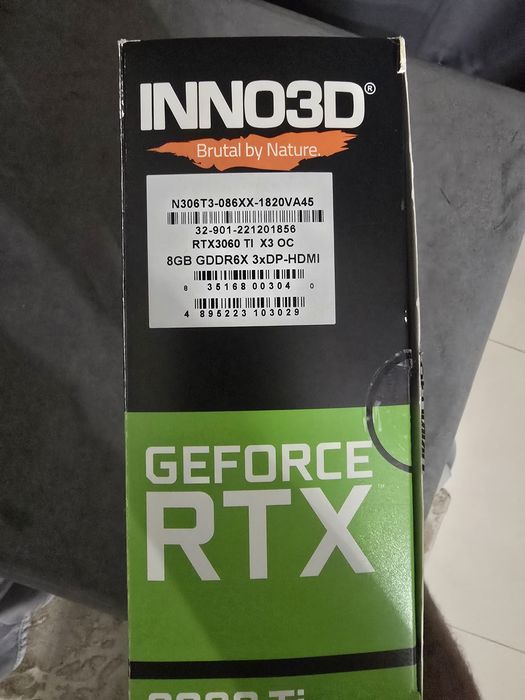 INNO3D®
Brutal by Nature.
N306T3-086XX-1820VA45
32-901-221201856
RTX3060 TI X3 OC
8GB GDDR6X 3xDP-HDMI
8 35168 00304 0
4 895223 103029
GEFORCE
RTX™